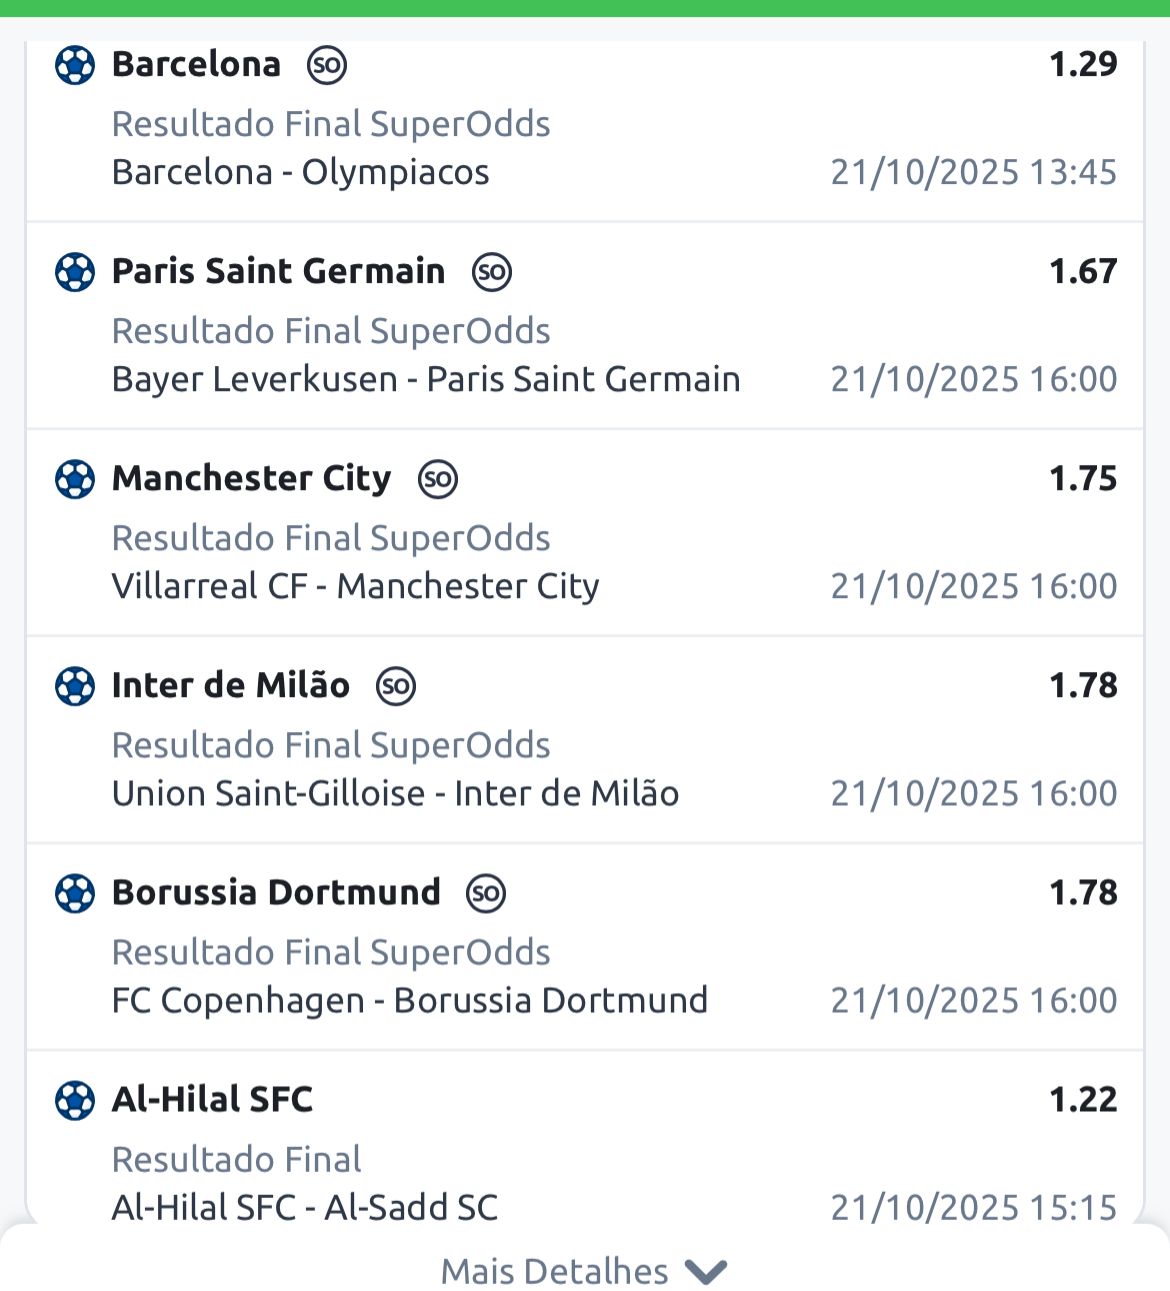 Barcelona SO 1.29
Resultado Final SuperOdds
Barcelona - Olympiacos 21/10/2025 13:45
Paris Saint Germain SO 1.67
Resultado Final SuperOdds
Bayer Leverkusen - Paris Saint Germain 21/10/2025 16:00
Manchester City SO 1.75
Resultado Final SuperOdds
Villarreal CF - Manchester City 21/10/2025 16:00
Inter de Milão SO 1.78
Resultado Final SuperOdds
Union Saint-Gilloise - Inter de Milão 21/10/2025 16:00
Borussia Dortmund SO 1.78
Resultado Final SuperOdds
FC Copenhagen - Borussia Dortmund 21/10/2025 16:00
Al-Hilal SFC 1.22
Resultado Final
Al-Hilal SFC - Al-Sadd SC 21/10/2025 15:15
Mais Detalhes